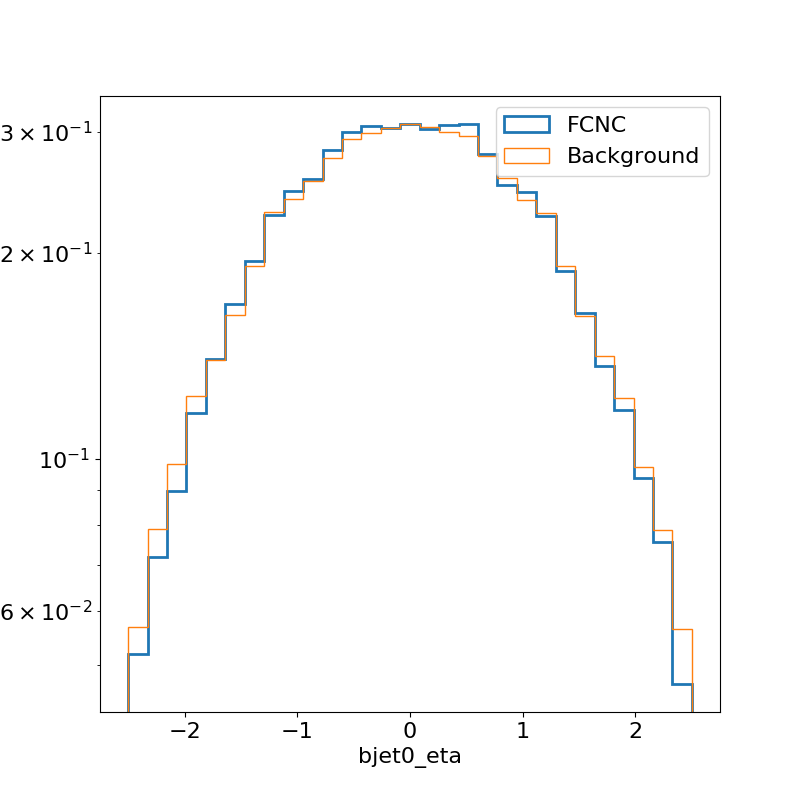 FCNC
Background
3 × 10⁻¹
2 × 10⁻¹
10⁻¹
6 × 10⁻²
−2 −1 0 1 2
bjet0_eta